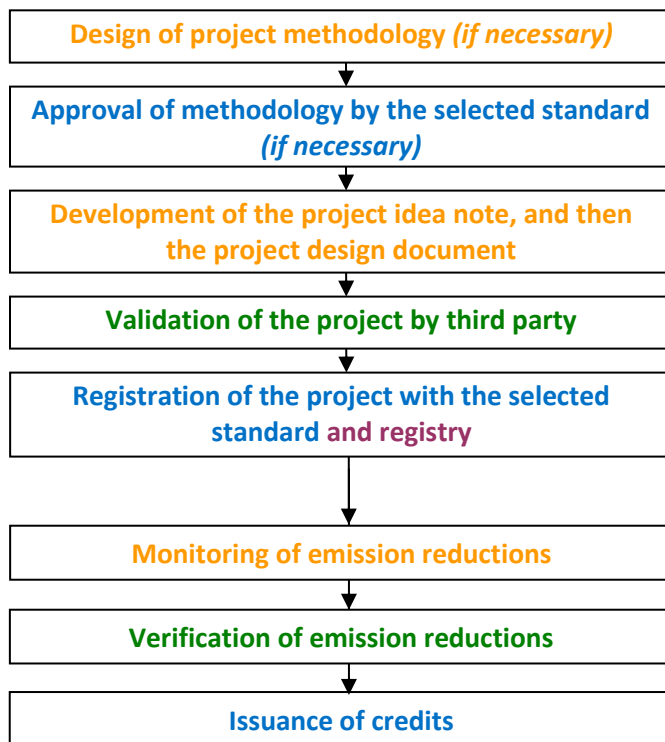 Design of project methodology (if necessary)
Approval of methodology by the selected standard
(if necessary)
Development of the project idea note, and then
the project design document
Validation of the project by third party
Registration of the project with the selected
standard and registry
Monitoring of emission reductions
Verification of emission reductions
Issuance of credits